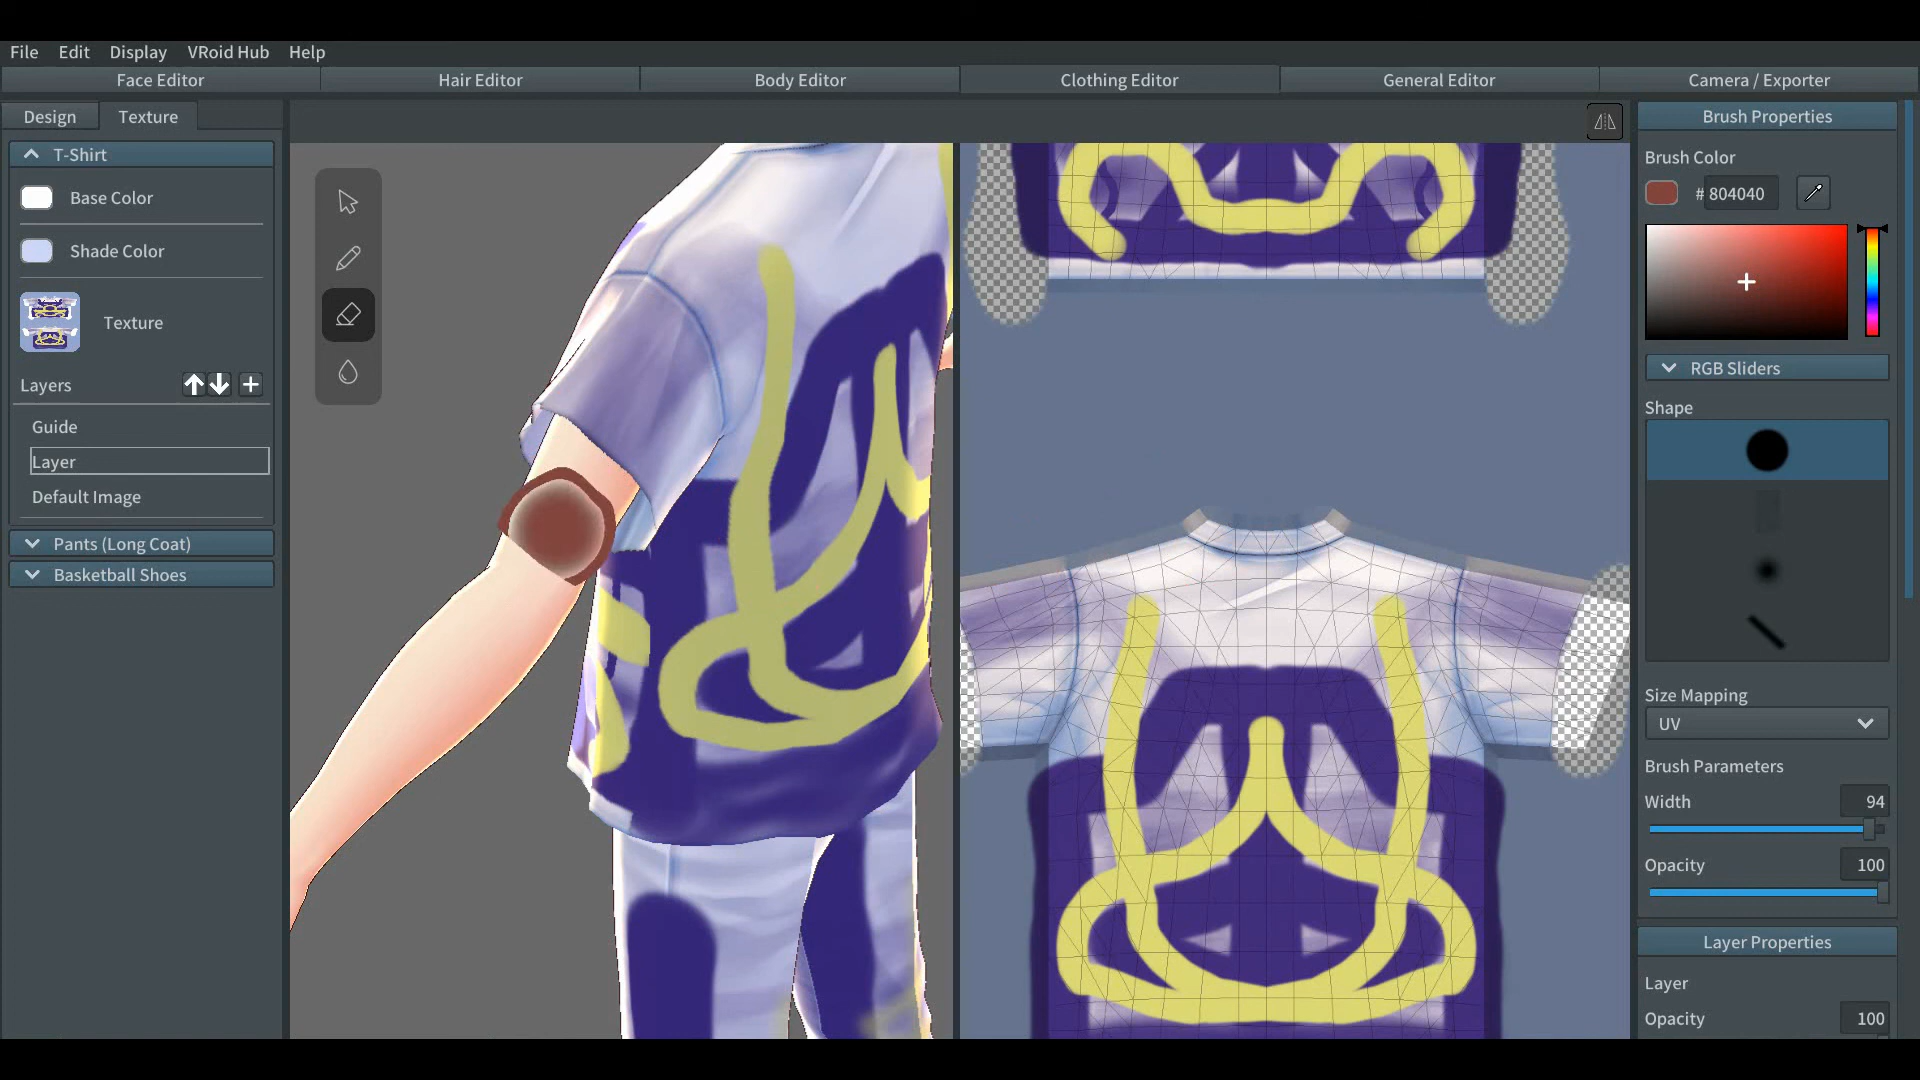 File Edit Display VRoid Hub Help
Face Editor Hair Editor Body Editor Clothing Editor General Editor Camera / Exporter
Design Texture
T-Shirt
Base Color
Shade Color
Texture
Layers
Guide
Layer
Default Image
Pants (Long Coat)
Basketball Shoes
Brush Properties
Brush Color
# 804040
RGB Sliders
Shape
Size Mapping
UV
Brush Parameters
Width 94
Opacity 100
Layer Properties
Layer
Opacity 100